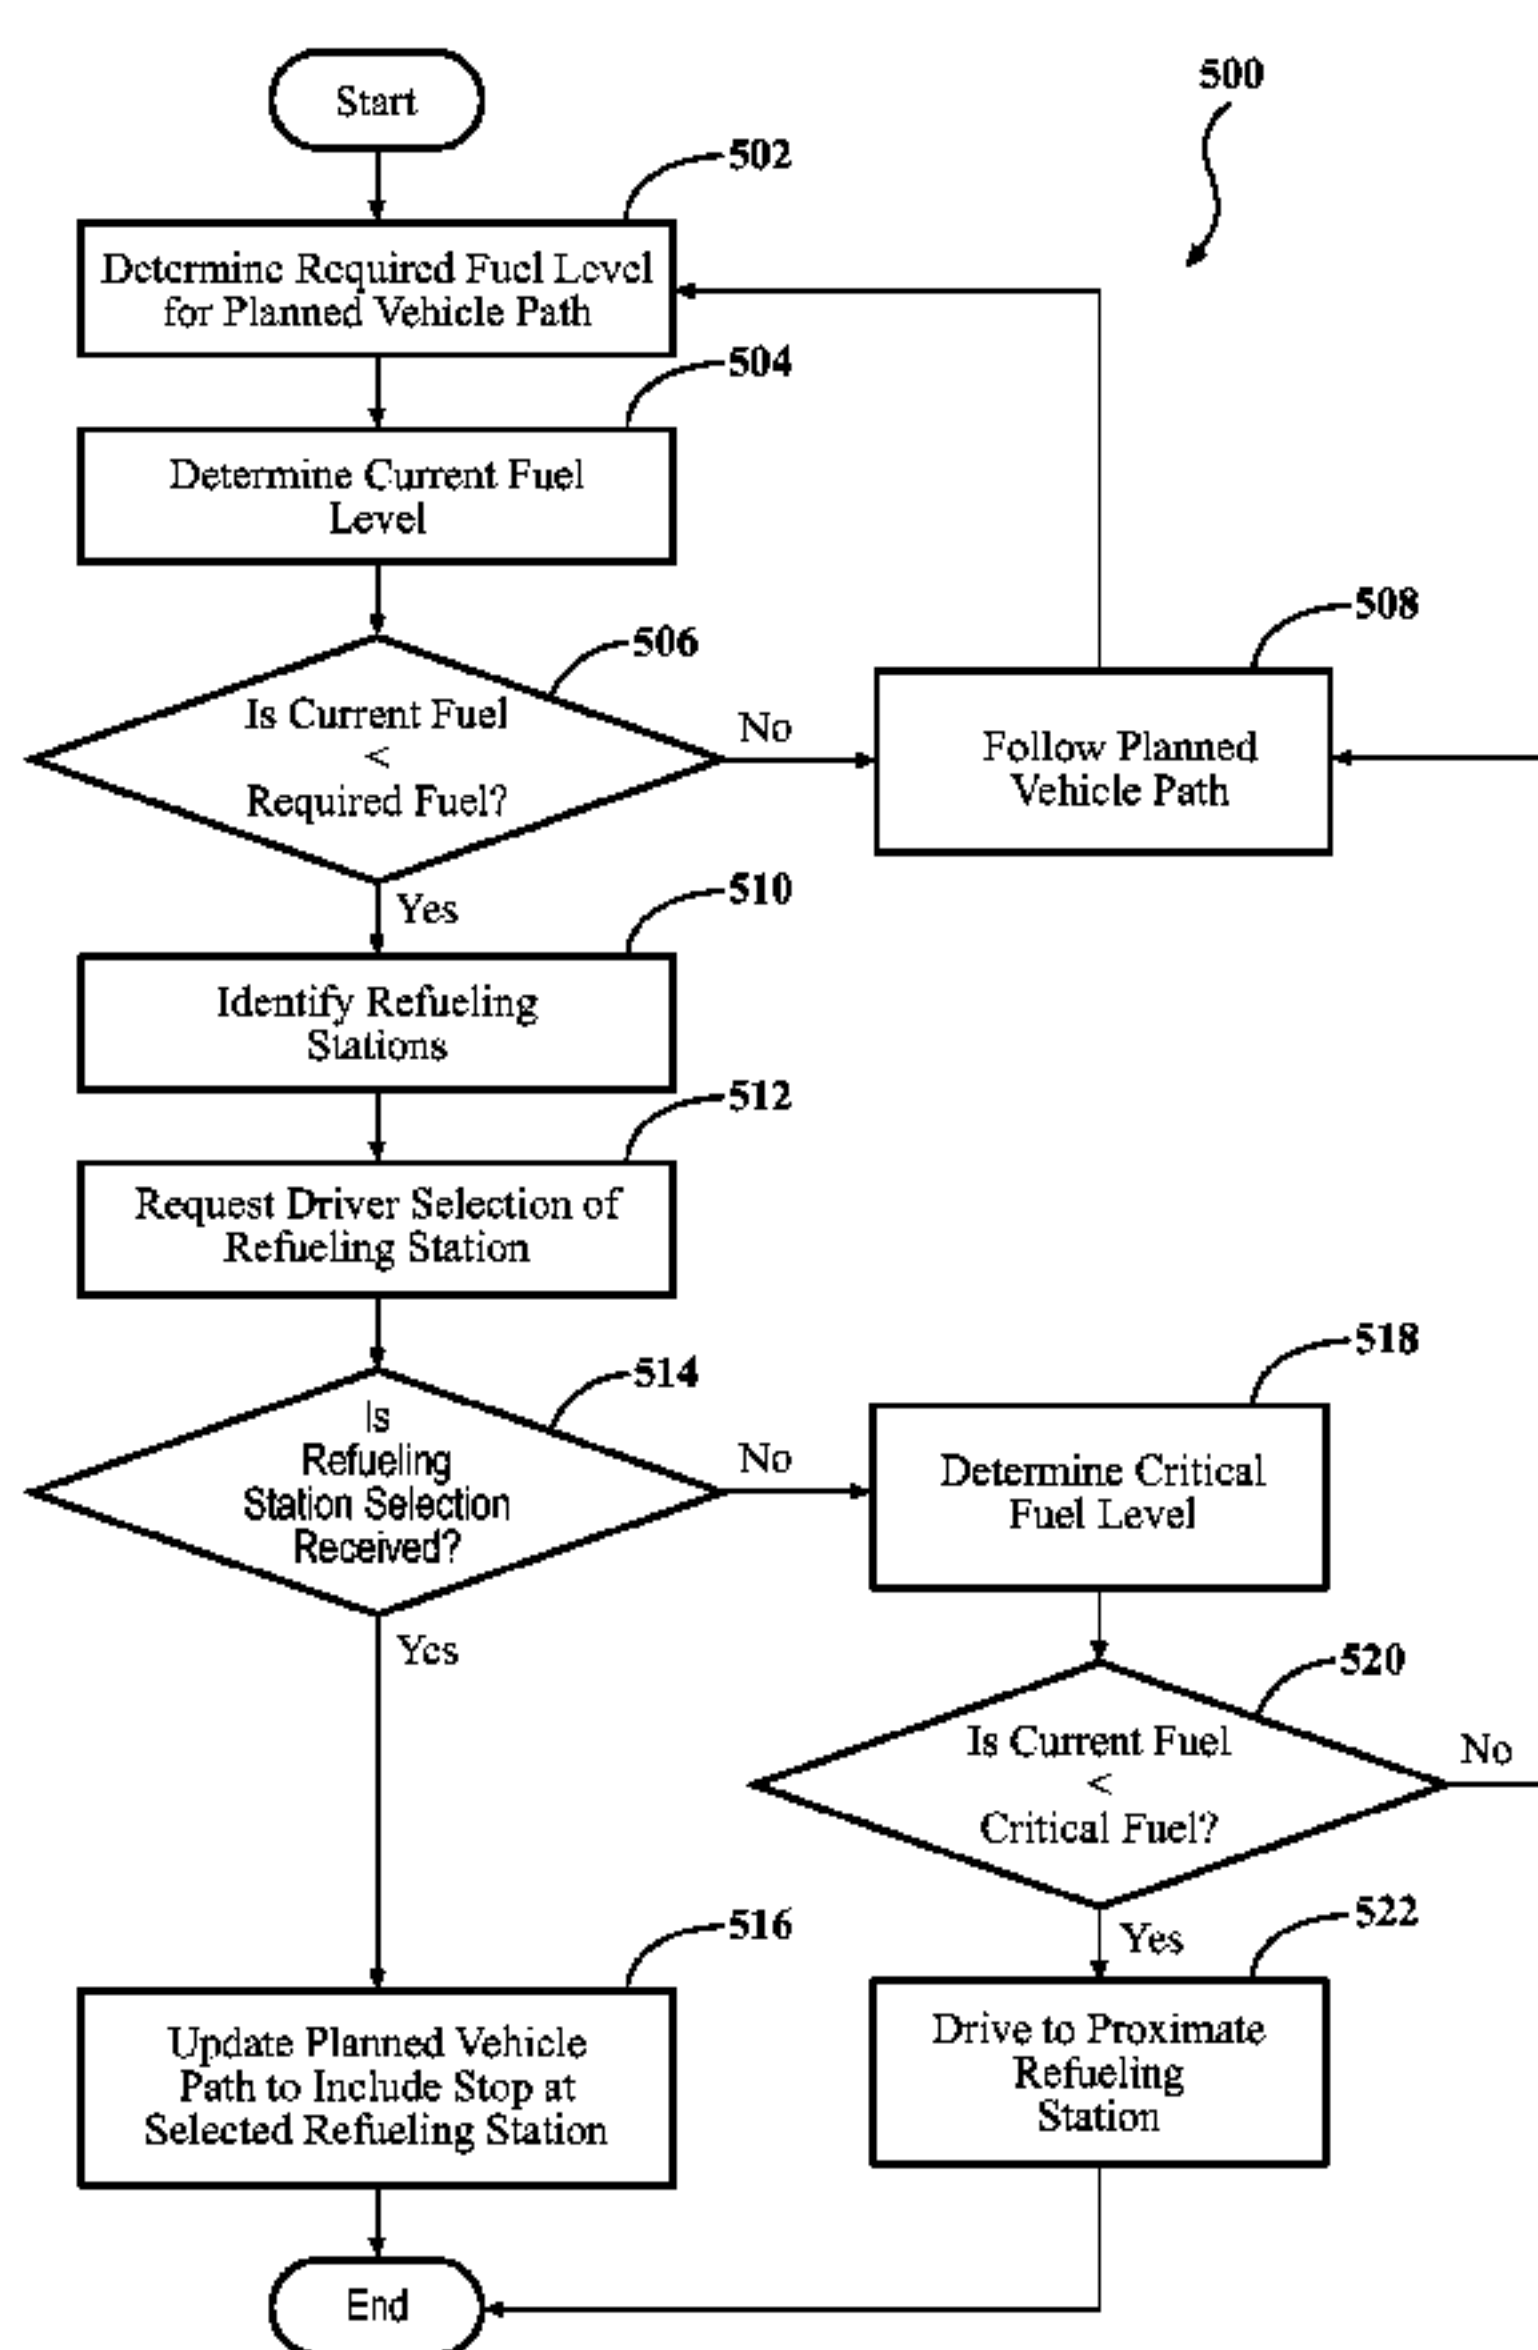 Start
500
502
Determine Required Fuel Level
for Planned Vehicle Path
504
Determine Current Fuel
Level
506
Is Current Fuel
<
Required Fuel?
No
508
Follow Planned
Vehicle Path
Yes
510
Identify Refueling
Stations
512
Request Driver Selection of
Refueling Station
514
Is
Refueling
Station Selection
Received?
No
518
Determine Critical
Fuel Level
Yes
520
Is Current Fuel
<
Critical Fuel?
No
Yes
516
Update Planned Vehicle
Path to Include Stop at
Selected Refueling Station
522
Drive to Proximate
Refueling
Station
End